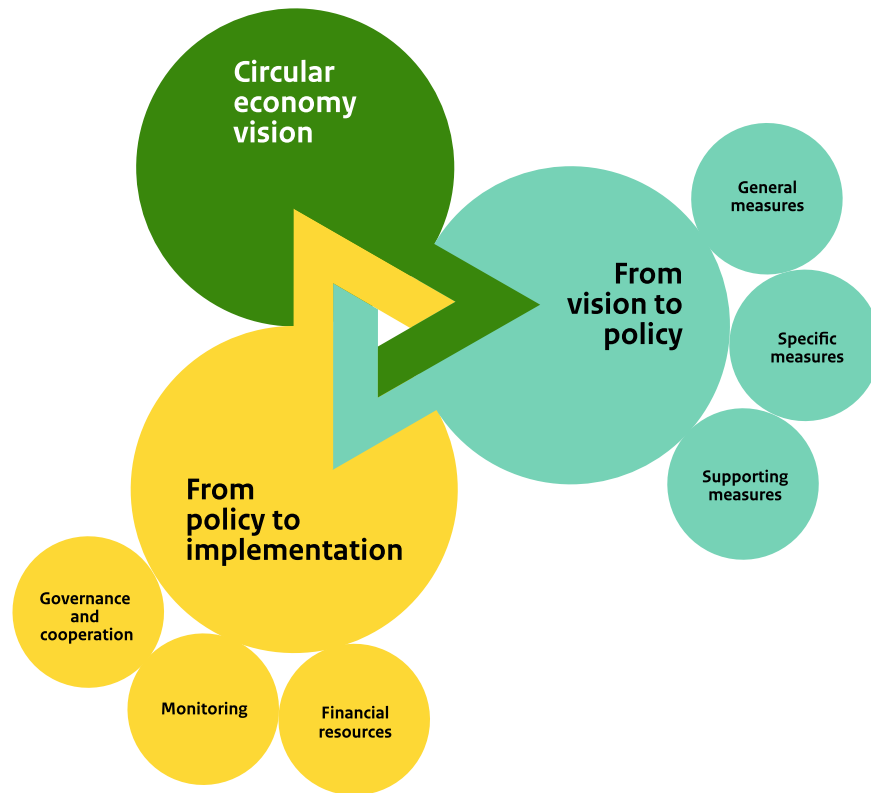 Circular
economy
vision
From
vision to
policy
General
measures
Specific
measures
Supporting
measures
From
policy to
implementation
Governance
and
cooperation
Monitoring
Financial
resources